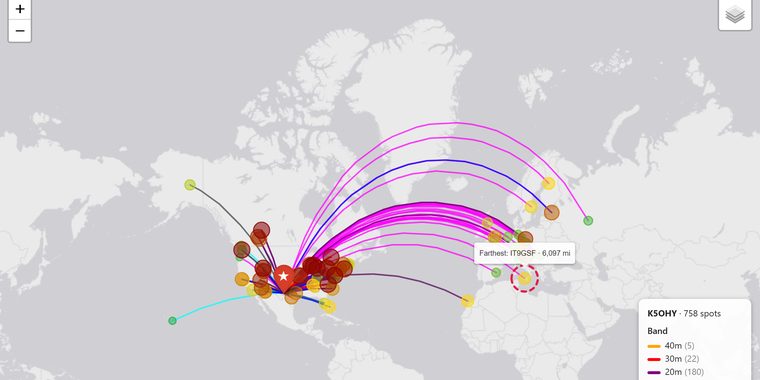 +
−
Farthest: IT9GSF · 6,097 mi
K5OHY · 758 spots
Band
40m (5)
30m (22)
20m (180)